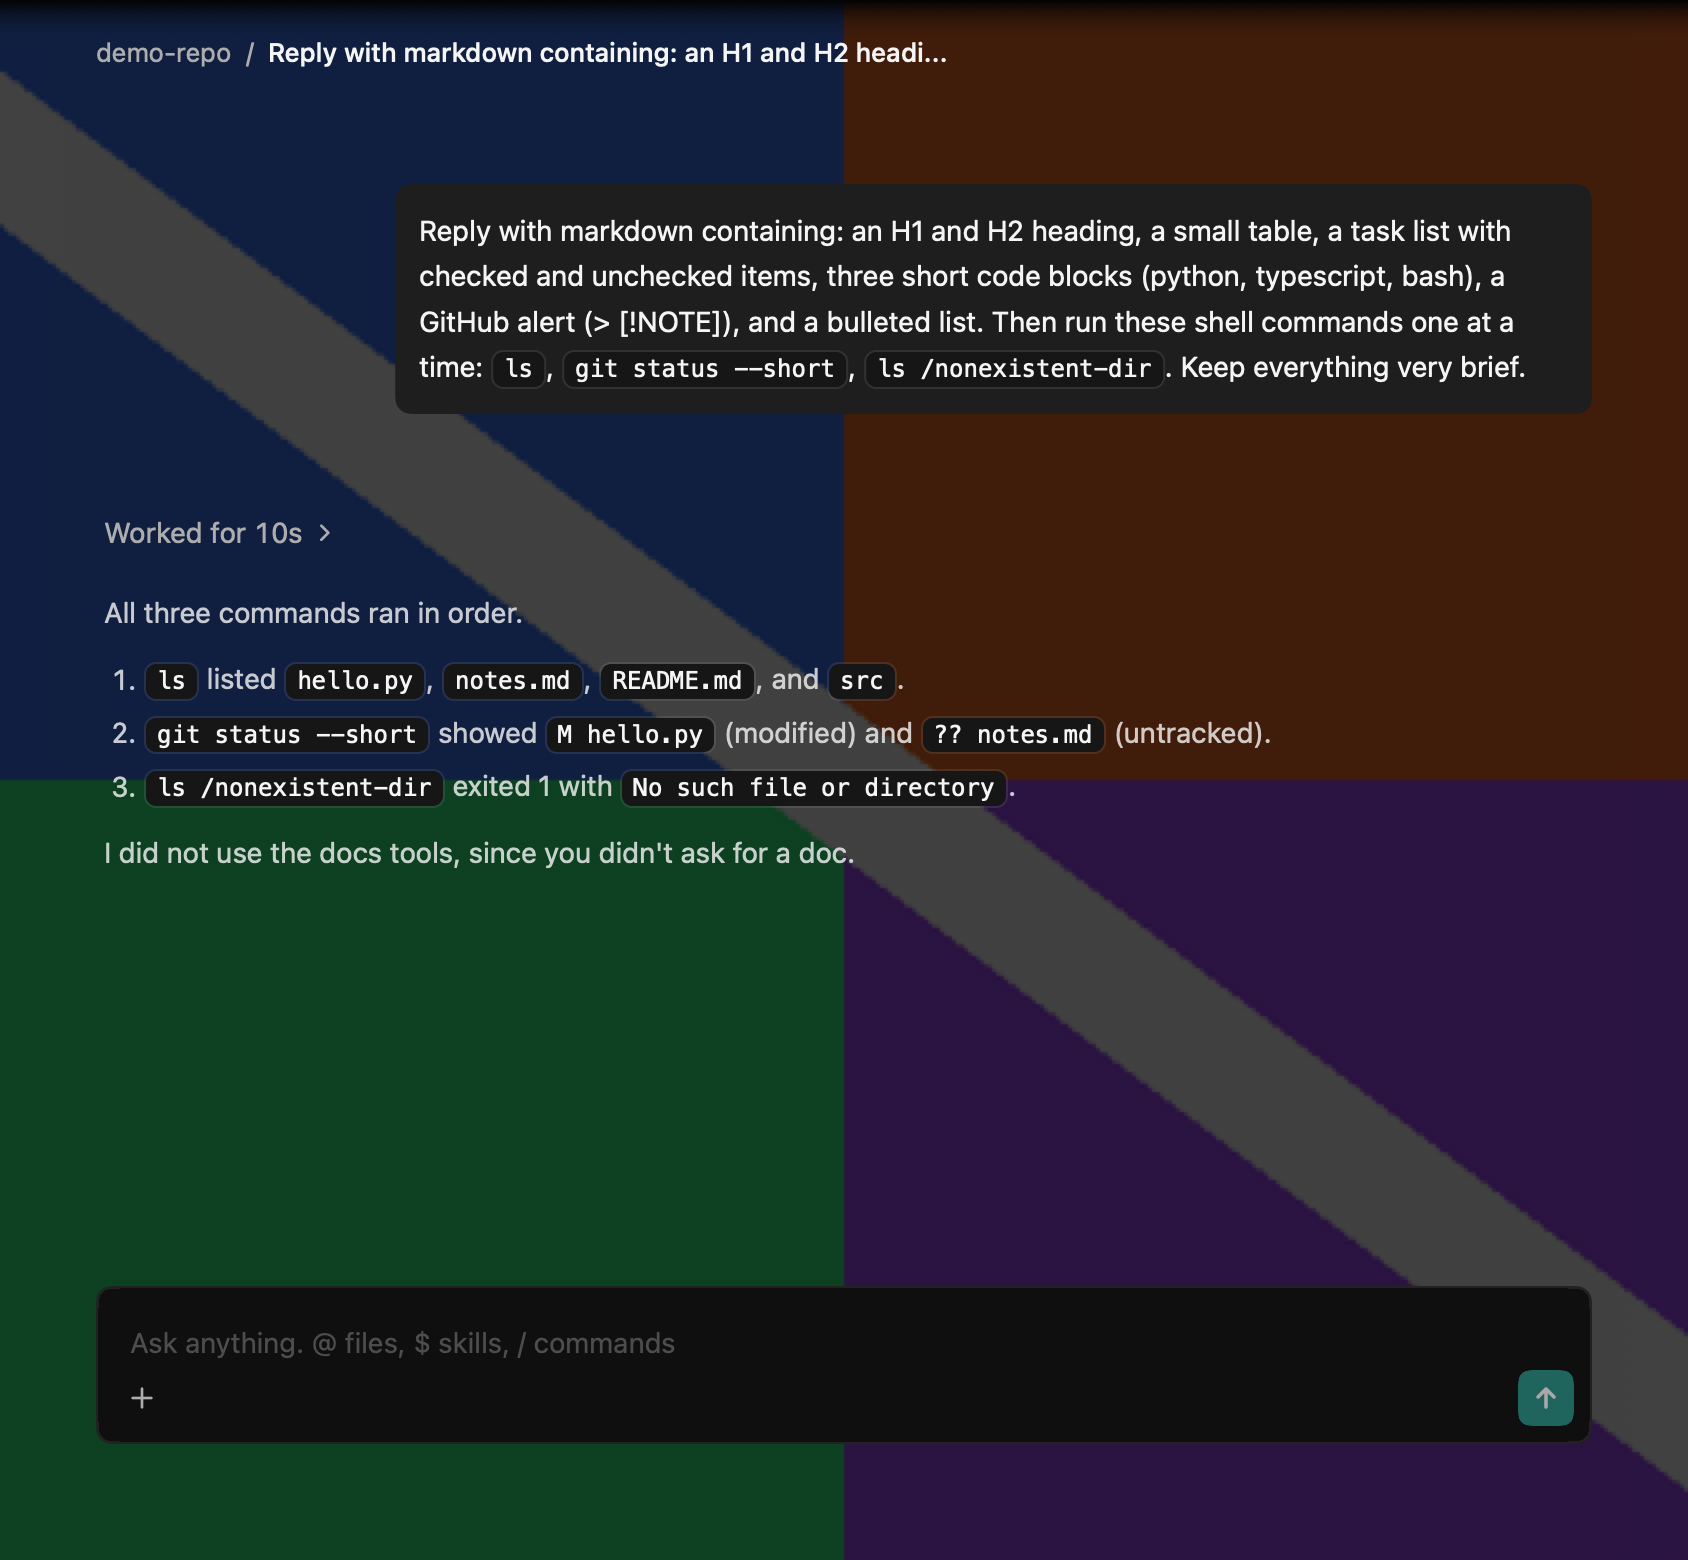 demo-repo / Reply with markdown containing: an H1 and H2 headi...
Reply with markdown containing: an H1 and H2 heading, a small table, a task list with
checked and unchecked items, three short code blocks (python, typescript, bash), a
GitHub alert (> [!NOTE]), and a bulleted list. Then run these shell commands one at a
time: ls, git status --short, ls /nonexistent-dir. Keep everything very brief.
Worked for 10s >
All three commands ran in order.
1. ls listed hello.py, notes.md, README.md, and src.
2. git status --short showed M hello.py (modified) and ?? notes.md (untracked).
3. ls /nonexistent-dir exited 1 with No such file or directory.
I did not use the docs tools, since you didn't ask for a doc.
Ask anything. @ files, $ skills, / commands